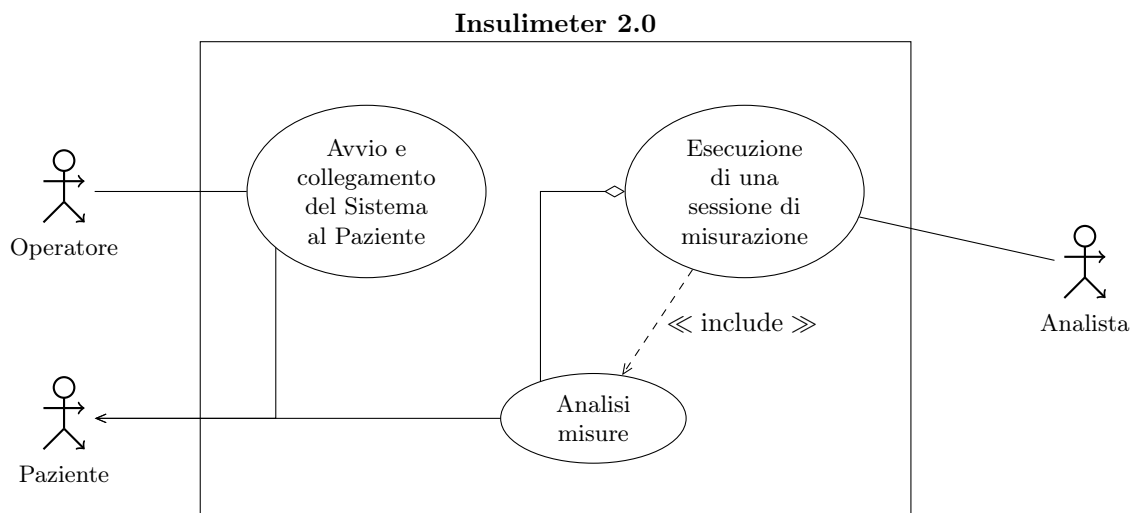 Insulimeter 2.0
Avvio e
collegamento
del Sistema
al Paziente
Esecuzione
di una
sessione di
misurazione
Operatore
Analista
≪ include ≫
Analisi
misure
Paziente